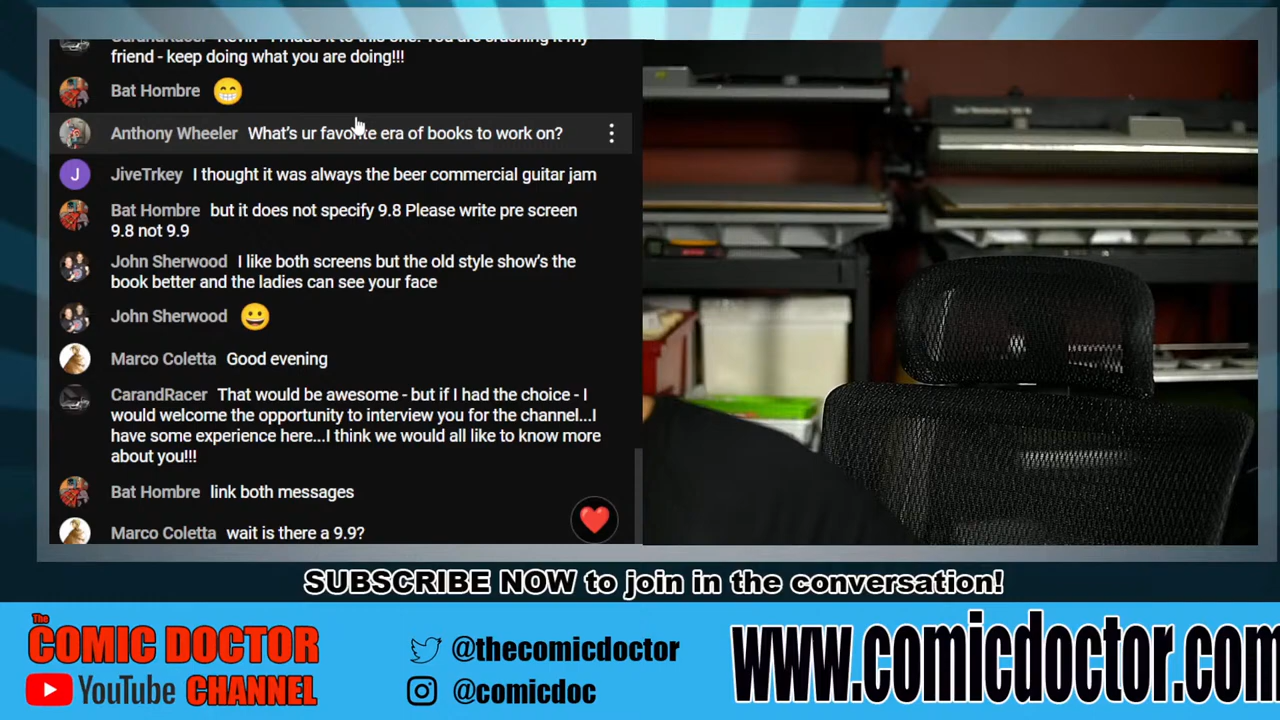 friend - keep doing what you are doing!!!
Bat Hombre 😁
Anthony Wheeler What's ur favorite era of books to work on?
J JiveTrkey I thought it was always the beer commercial guitar jam
Bat Hombre but it does not specify 9.8 Please write pre screen
9.8 not 9.9
John Sherwood I like both screens but the old style show's the
book better and the ladies can see your face
John Sherwood 😀
Marco Coletta Good evening
CarandRacer That would be awesome - but if I had the choice - I
would welcome the opportunity to interview you for the channel...I
have some experience here...I think we would all like to know more
about you!!!
Bat Hombre link both messages
Marco Coletta wait is there a 9.9?
SUBSCRIBE NOW to join in the conversation!
The
COMIC DOCTOR
YouTube CHANNEL
@thecomicdoctor
@comicdoc
www.comicdoctor.com